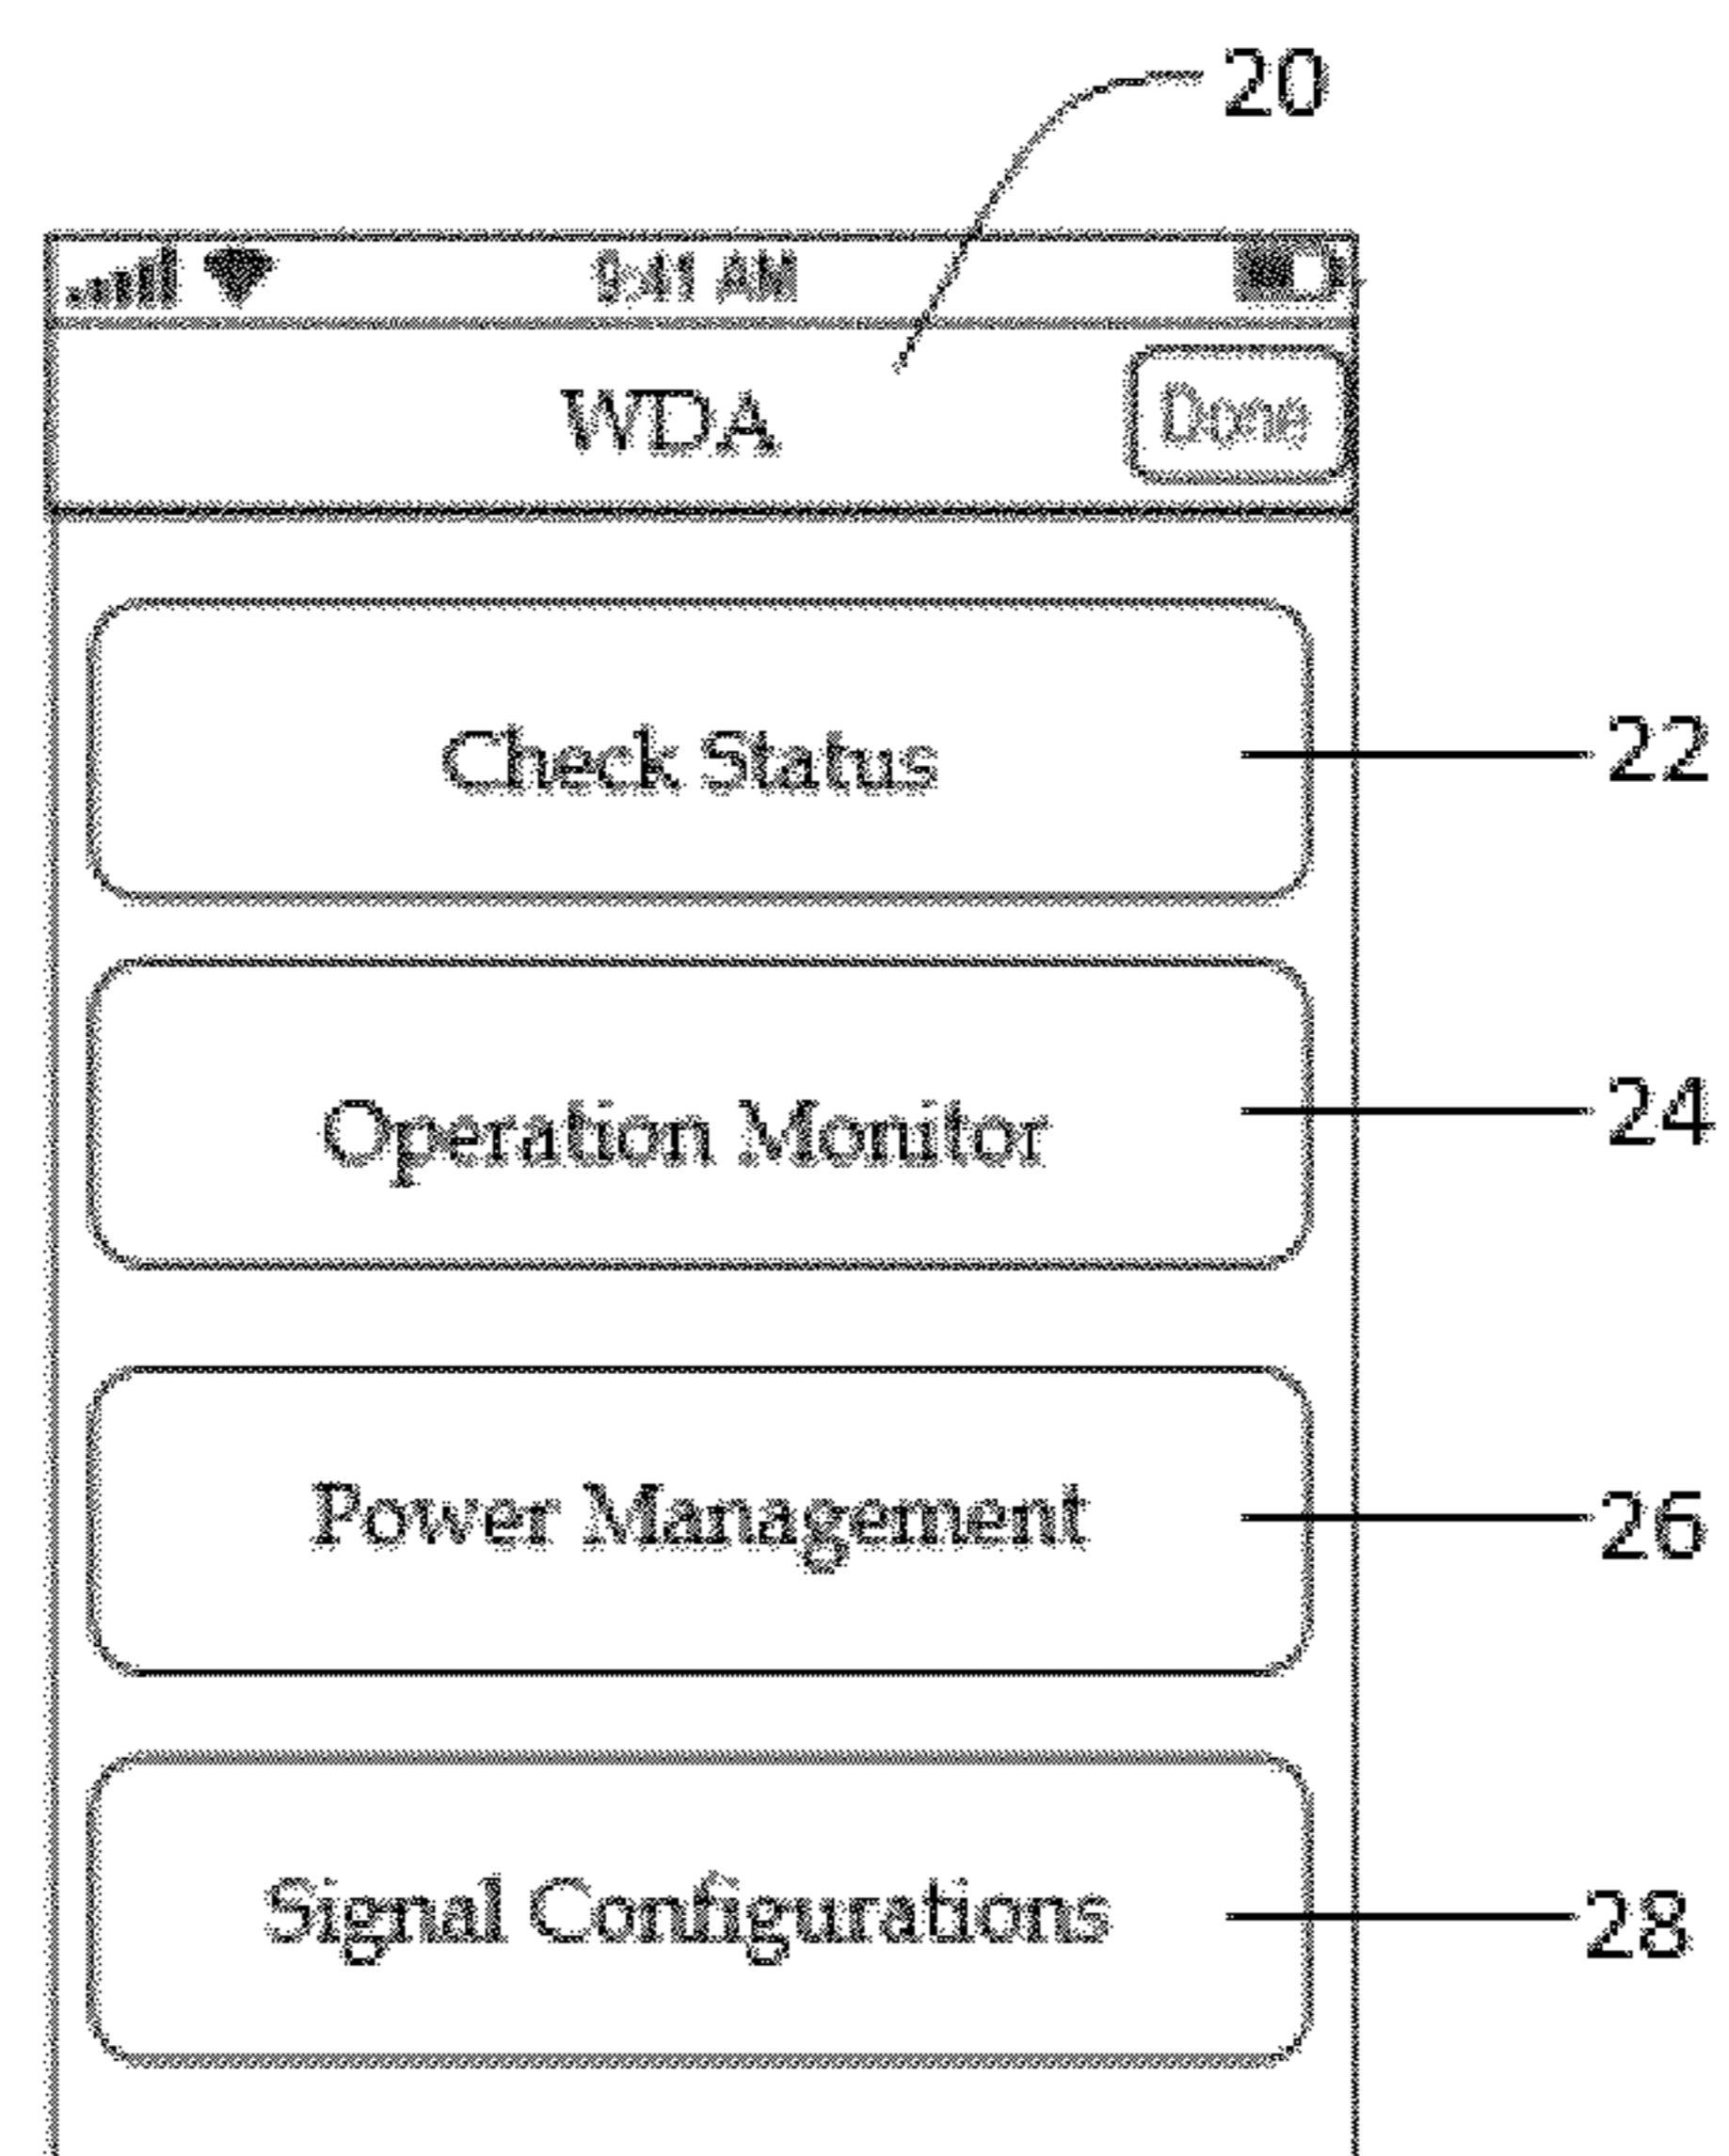 20
9:41 AM
WDA
Done
Check Status
22
Operation Monitor
24
Power Management
26
Signal Configurations
28